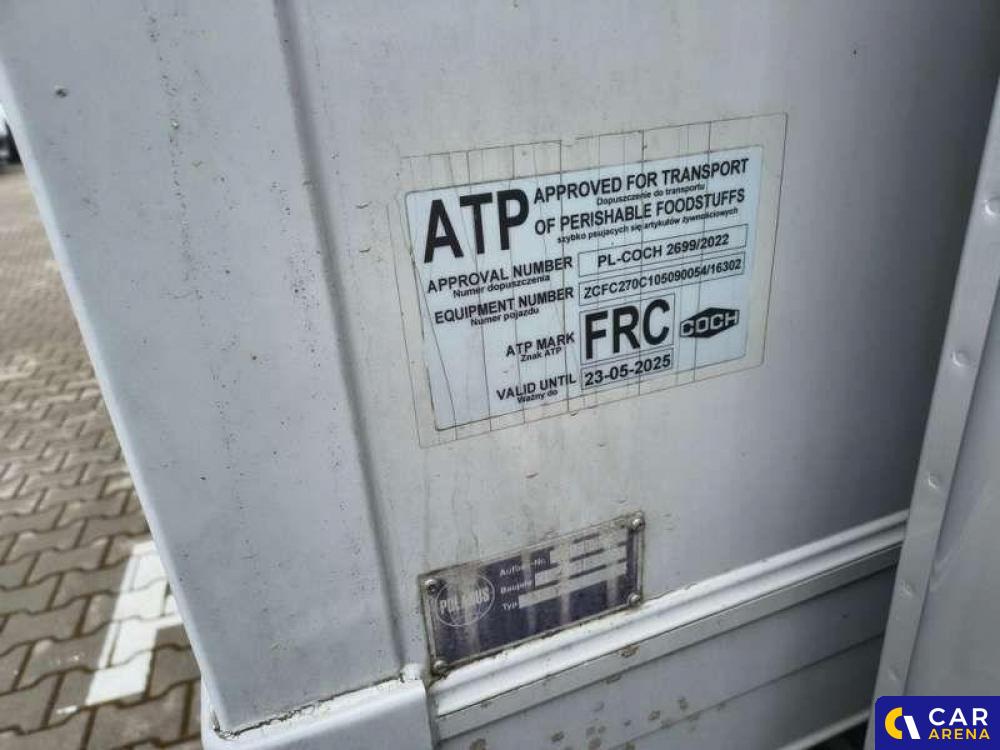 ATP
APPROVED FOR TRANSPORT
Dopuszczenie do transportu
OF PERISHABLE FOODSTUFFS
szybko psujących się artykułów żywnościowych
APPROVAL NUMBER
Numer dopuszczenia
PL-COCH 2699/2022
EQUIPMENT NUMBER
Numer pojazdu
ZCFC270C105090054/16302
ATP MARK
Znak ATP
FRC
COCH
VALID UNTIL
Ważny do
23-05-2025
Typ
CAR
ARENA